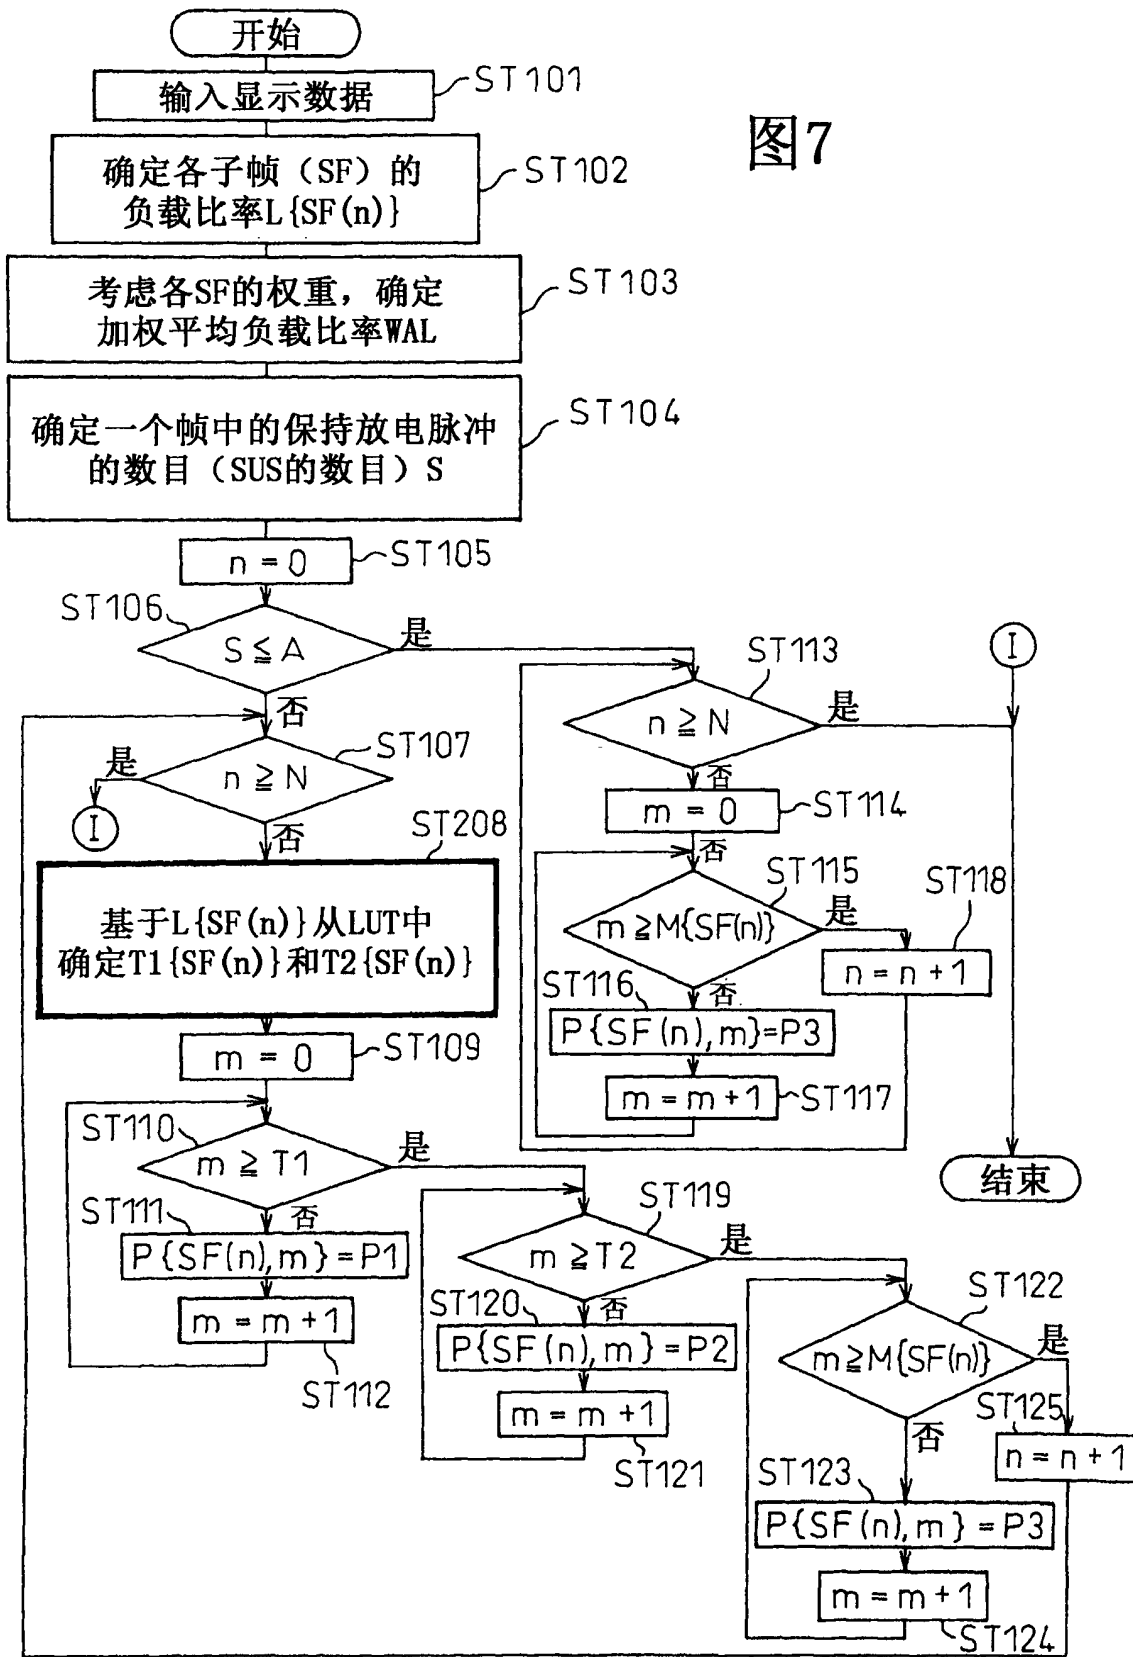 图7
开始
输入显示数据
ST101
确定各子帧（SF）的
负载比率L{SF(n)}
ST102
考虑各SF的权重，确定
加权平均负载比率WAL
ST103
确定一个帧中的保持放电脉冲
的数目（SUS的数目）S
ST104
n = 0
ST105
ST106
S ≦ A
是
否
ST107
n ≧ N
是
I
否
ST208
基于L{SF(n)}从LUT中
确定T1{SF(n)}和T2{SF(n)}
m = 0
ST109
ST110
m ≧ T1
是
ST111
否
P{SF(n), m} = P1
m = m + 1
ST112
ST113
n ≧ N
是
I
否
m = 0
ST114
否
ST115
m ≧ M{SF(n)}
是
ST118
n = n + 1
ST116
否
P{SF(n), m} = P3
m = m + 1
ST117
结束
ST119
m ≧ T2
是
ST120
否
P{SF(n), m} = P2
m = m + 1
ST121
ST122
m ≧ M{SF(n)}
是
ST125
n = n + 1
否
ST123
P{SF(n), m} = P3
m = m + 1
ST124